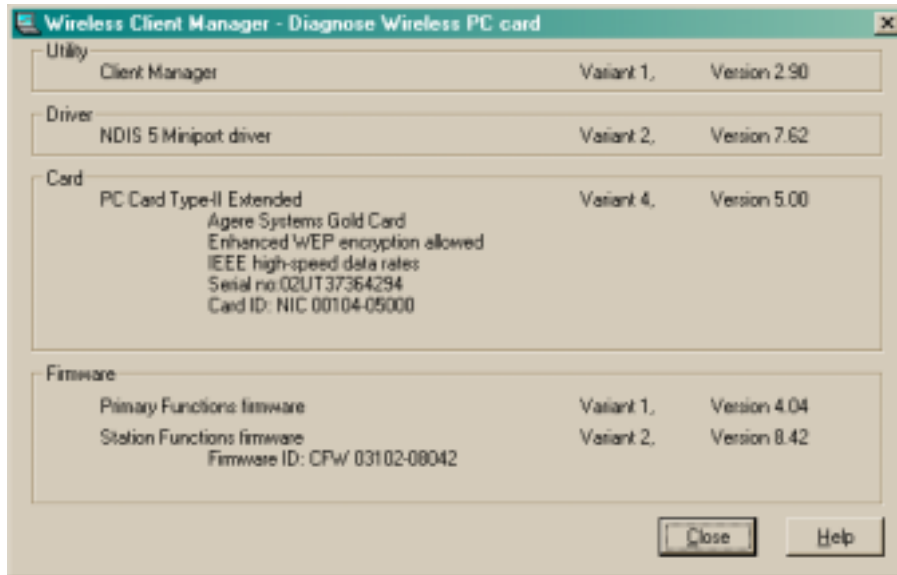 Wireless Client Manager - Diagnose Wireless PC card
Utility
Client Manager Variant 1, Version 2.90
Driver
NDIS 5 Miniport driver Variant 2, Version 7.62
Card
PC Card Type-II Extended Variant 4, Version 5.00
Agere Systems Gold Card
Enhanced WEP encryption allowed
IEEE high-speed data rates
Serial no:02UT37364294
Card ID: NIC 00104-05000
Firmware
Primary Functions firmware Variant 1, Version 4.04
Station Functions firmware Variant 2, Version 8.42
Firmware ID: CFW 03102-08042
Close Help